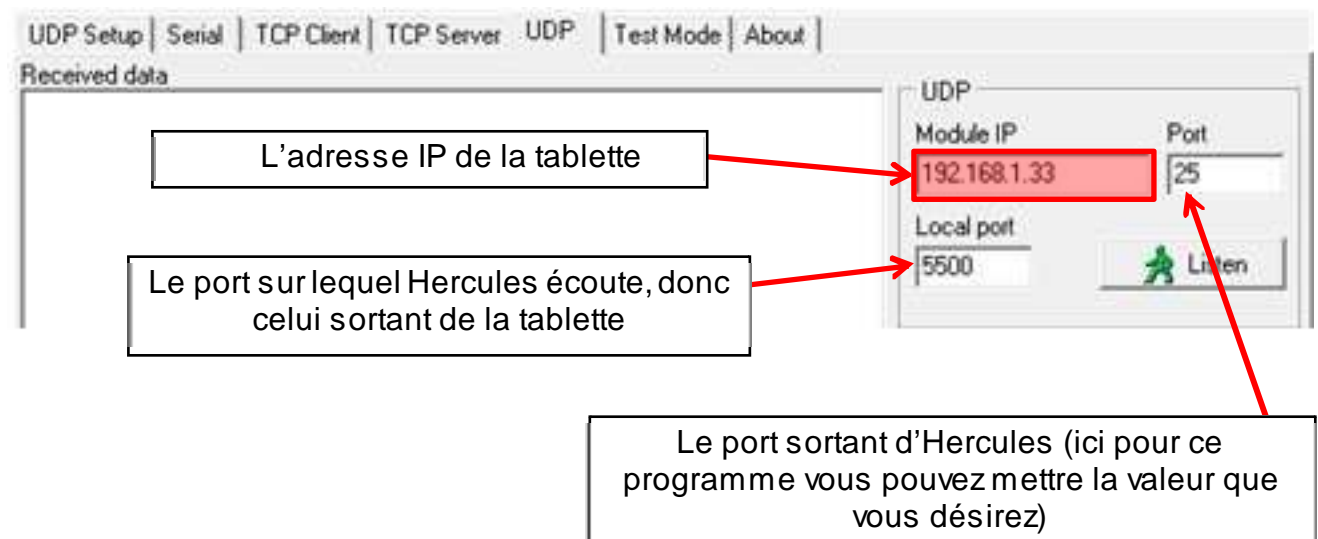 UDP Setup Serial TCP Client TCP Server UDP Test Mode About
Received data
UDP
Module IP Port
L'adresse IP de la tablette
192.168.1.33 25
Local port
5500 Listen
Le port sur lequel Hercules écoute, donc
celui sortant de la tablette
Le port sortant d'Hercules (ici pour ce
programme vous pouvez mettre la valeur que
vous désirez)